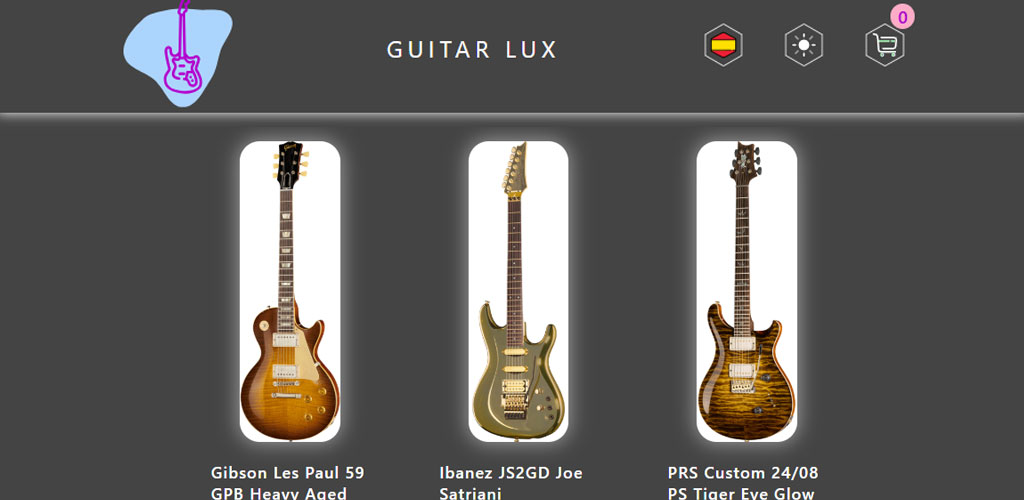 GUITAR LUX
0
Gibson Les Paul 59
GPB Heavy Aged
Ibanez JS2GD Joe
Satriani
PRS Custom 24/08
PS Tiger Eye Glow